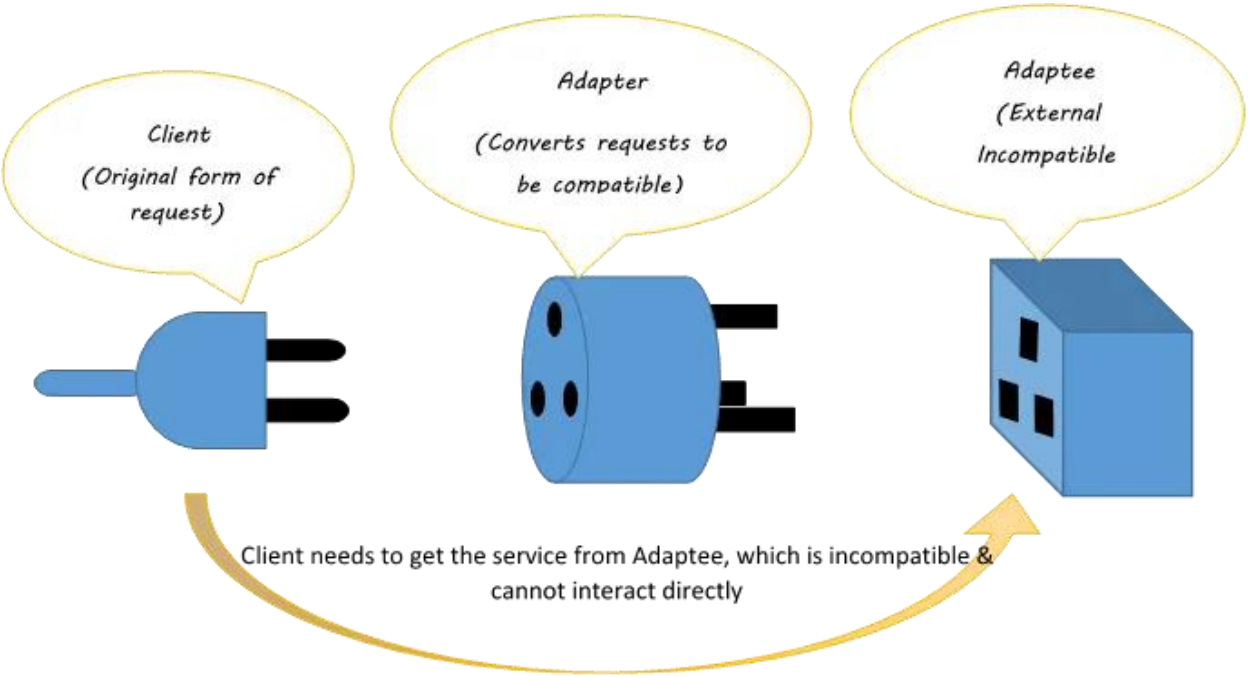 Client
(Original form of
request)
Adapter
(Converts requests to
be compatible)
Adaptee
(External
Incompatible
Client needs to get the service from Adaptee, which is incompatible &
cannot interact directly